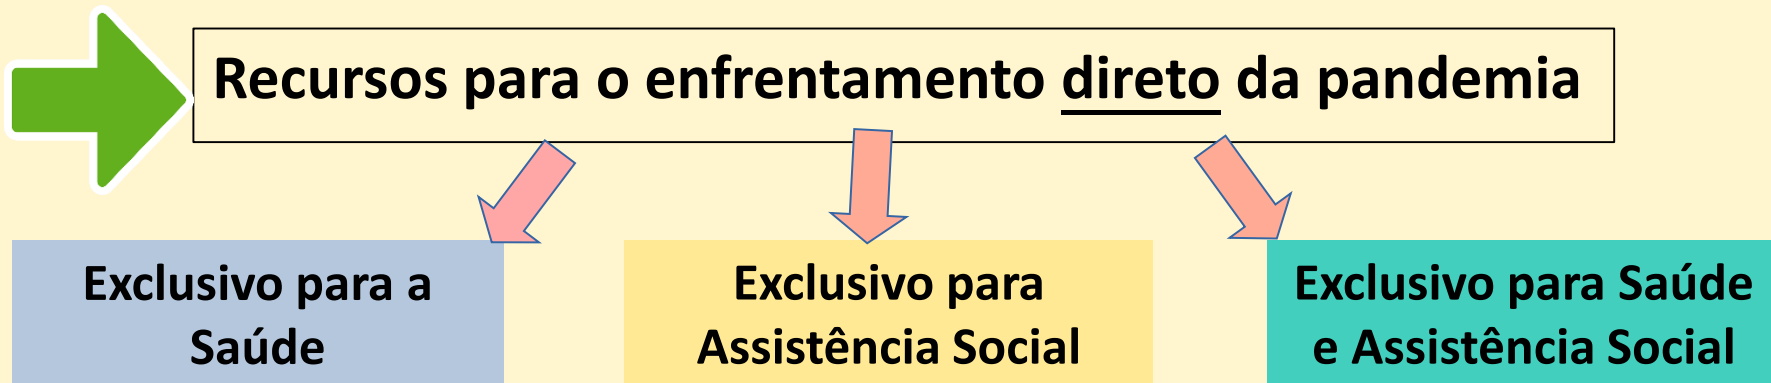 Recursos para o enfrentamento direto da pandemia
Exclusivo para a
Saúde
Exclusivo para
Assistência Social
Exclusivo para Saúde
e Assistência Social